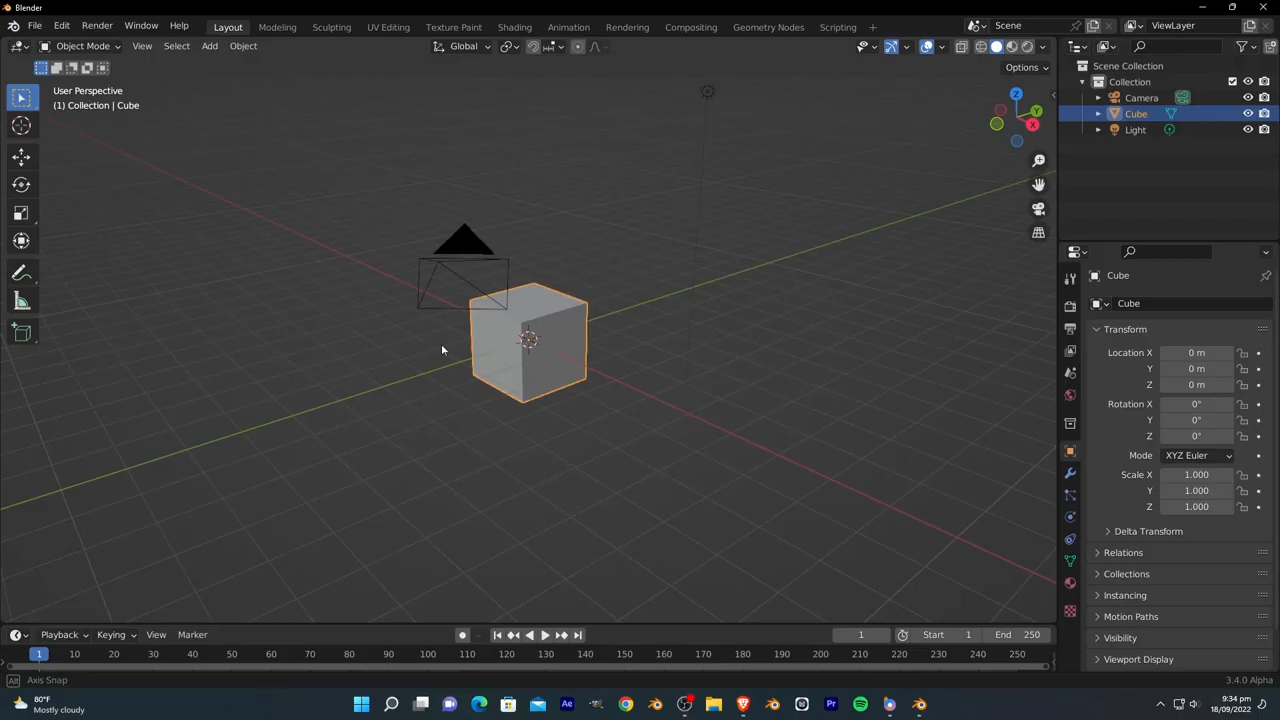 Blender
File Edit Render Window Help Layout Modeling Sculpting UV Editing Texture Paint Shading Animation Rendering Compositing Geometry Nodes Scripting + Scene ViewLayer
Object Mode View Select Add Object Global
Options
User Perspective
(1) Collection | Cube
Z
Y
X
Scene Collection
Collection
Camera
Cube
Light
Cube
Cube
Transform
Location X 0 m
Y 0 m
Z 0 m
Rotation X 0°
Y 0°
Z 0°
Mode XYZ Euler
Scale X 1.000
Y 1.000
Z 1.000
Delta Transform
Relations
Collections
Instancing
Motion Paths
Visibility
Viewport Display
Playback Keying View Marker 1 Start 1 End 250
1 10 20 30 40 50 60 70 80 90 100 110 120 130 140 150 160 170 180 190 200 210 220 230 240 250
Alt Axis Snap 3.4.0 Alpha
80°F
Mostly cloudy
Ae
Pr
9:34 pm
18/09/2022